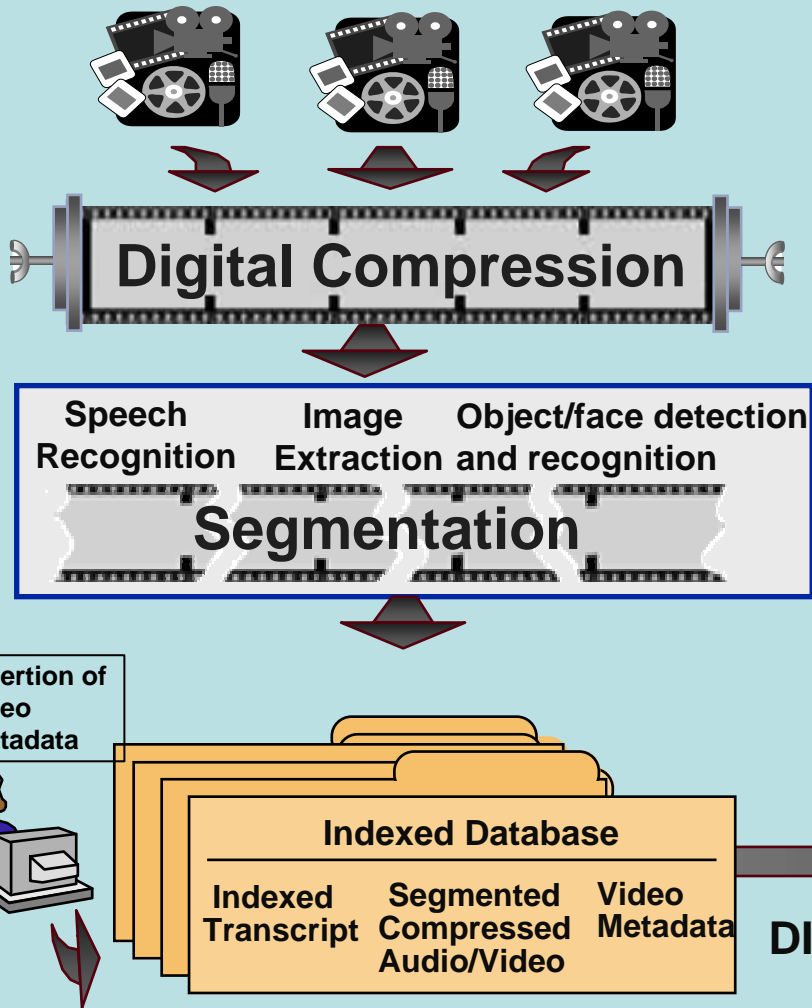 Digital Compression
Speech
Recognition
Image
Extraction
Object/face detection
and recognition
Segmentation
ertion of
eo
tadata
Indexed Database
Indexed
Transcript
Segmented
Compressed
Audio/Video
Video
Metadata
DI